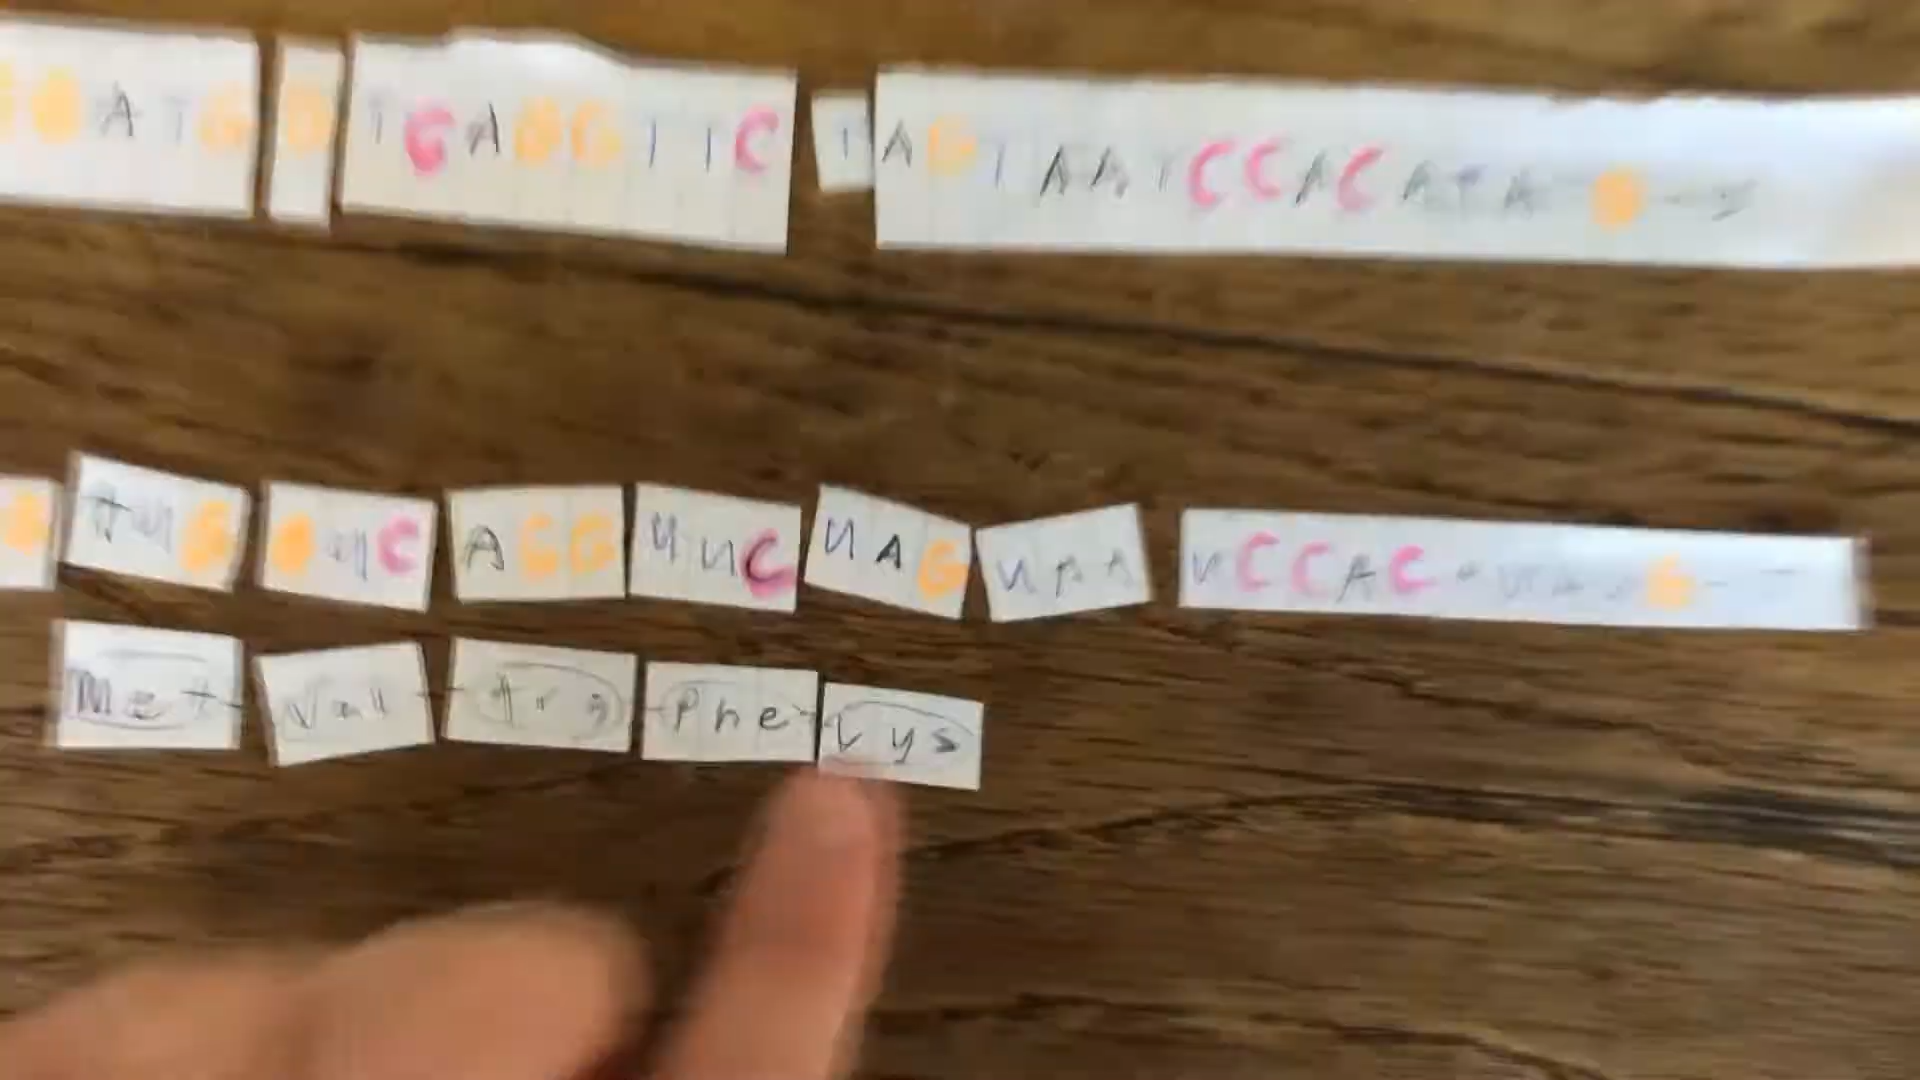 G G A T G G T C A G G T T C T A G T A A T C C A C A T A G
G A U G G U C A G G U U C U A G U A A U C C A C G
Met Val Arg Phe Lys